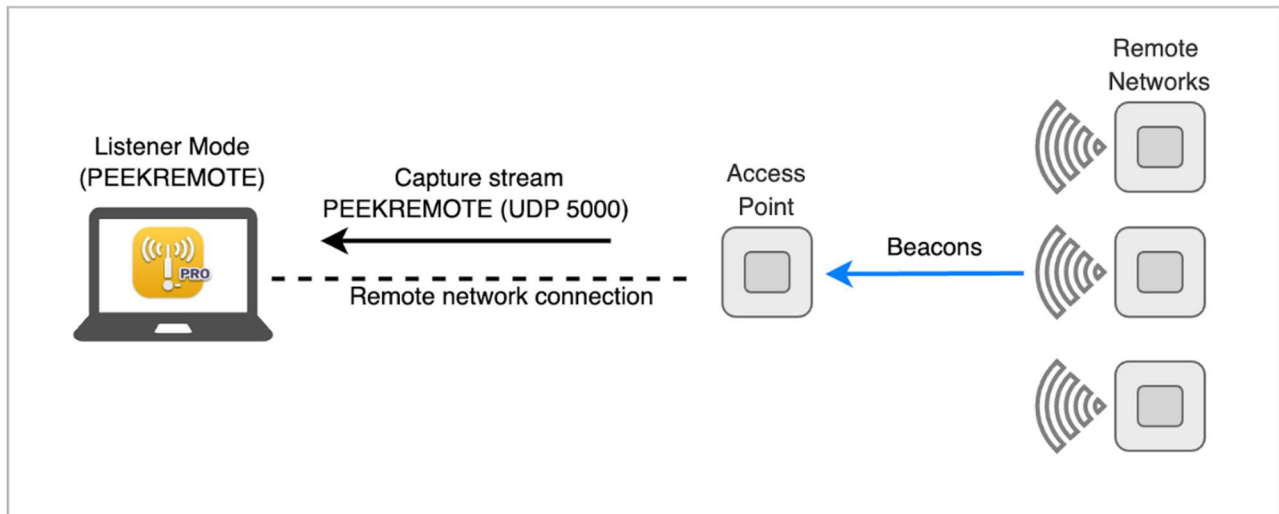 Listener Mode
(PEEKREMOTE)
PRO
Capture stream
PEEKREMOTE (UDP 5000)
Remote network connection
Access
Point
Beacons
Remote
Networks